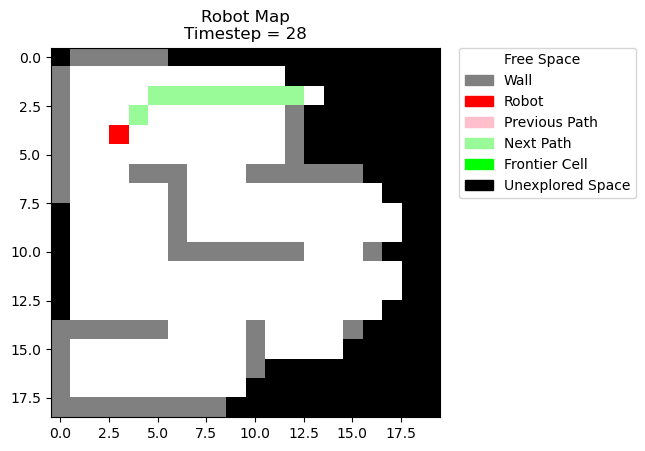 Robot Map
Timestep = 28
0.0
2.5
5.0
7.5
10.0
12.5
15.0
17.5
0.0
2.5
5.0
7.5
10.0
12.5
15.0
17.5
Free Space
Wall
Robot
Previous Path
Next Path
Frontier Cell
Unexplored Space